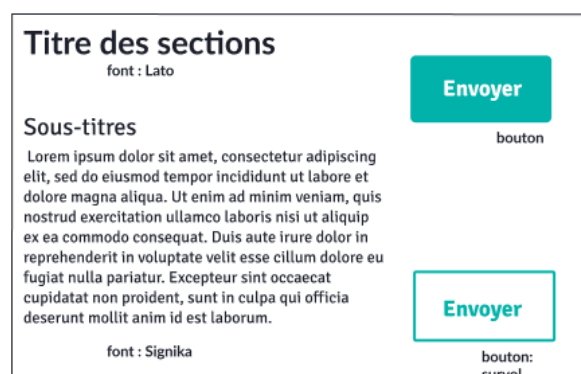 Titre des sections
font : Lato
Envoyer
bouton
Sous-titres
Lorem ipsum dolor sit amet, consectetur adipiscing
elit, sed do eiusmod tempor incididunt ut labore et
dolore magna aliqua. Ut enim ad minim veniam, quis
nostrud exercitation ullamco laboris nisi ut aliquip
ex ea commodo consequat. Duis aute irure dolor in
reprehenderit in voluptate velit esse cillum dolore eu
fugiat nulla pariatur. Excepteur sint occaecat
cupidatat non proident, sunt in culpa qui officia
deserunt mollit anim id est laborum.
font : Signika
Envoyer
bouton:
survol